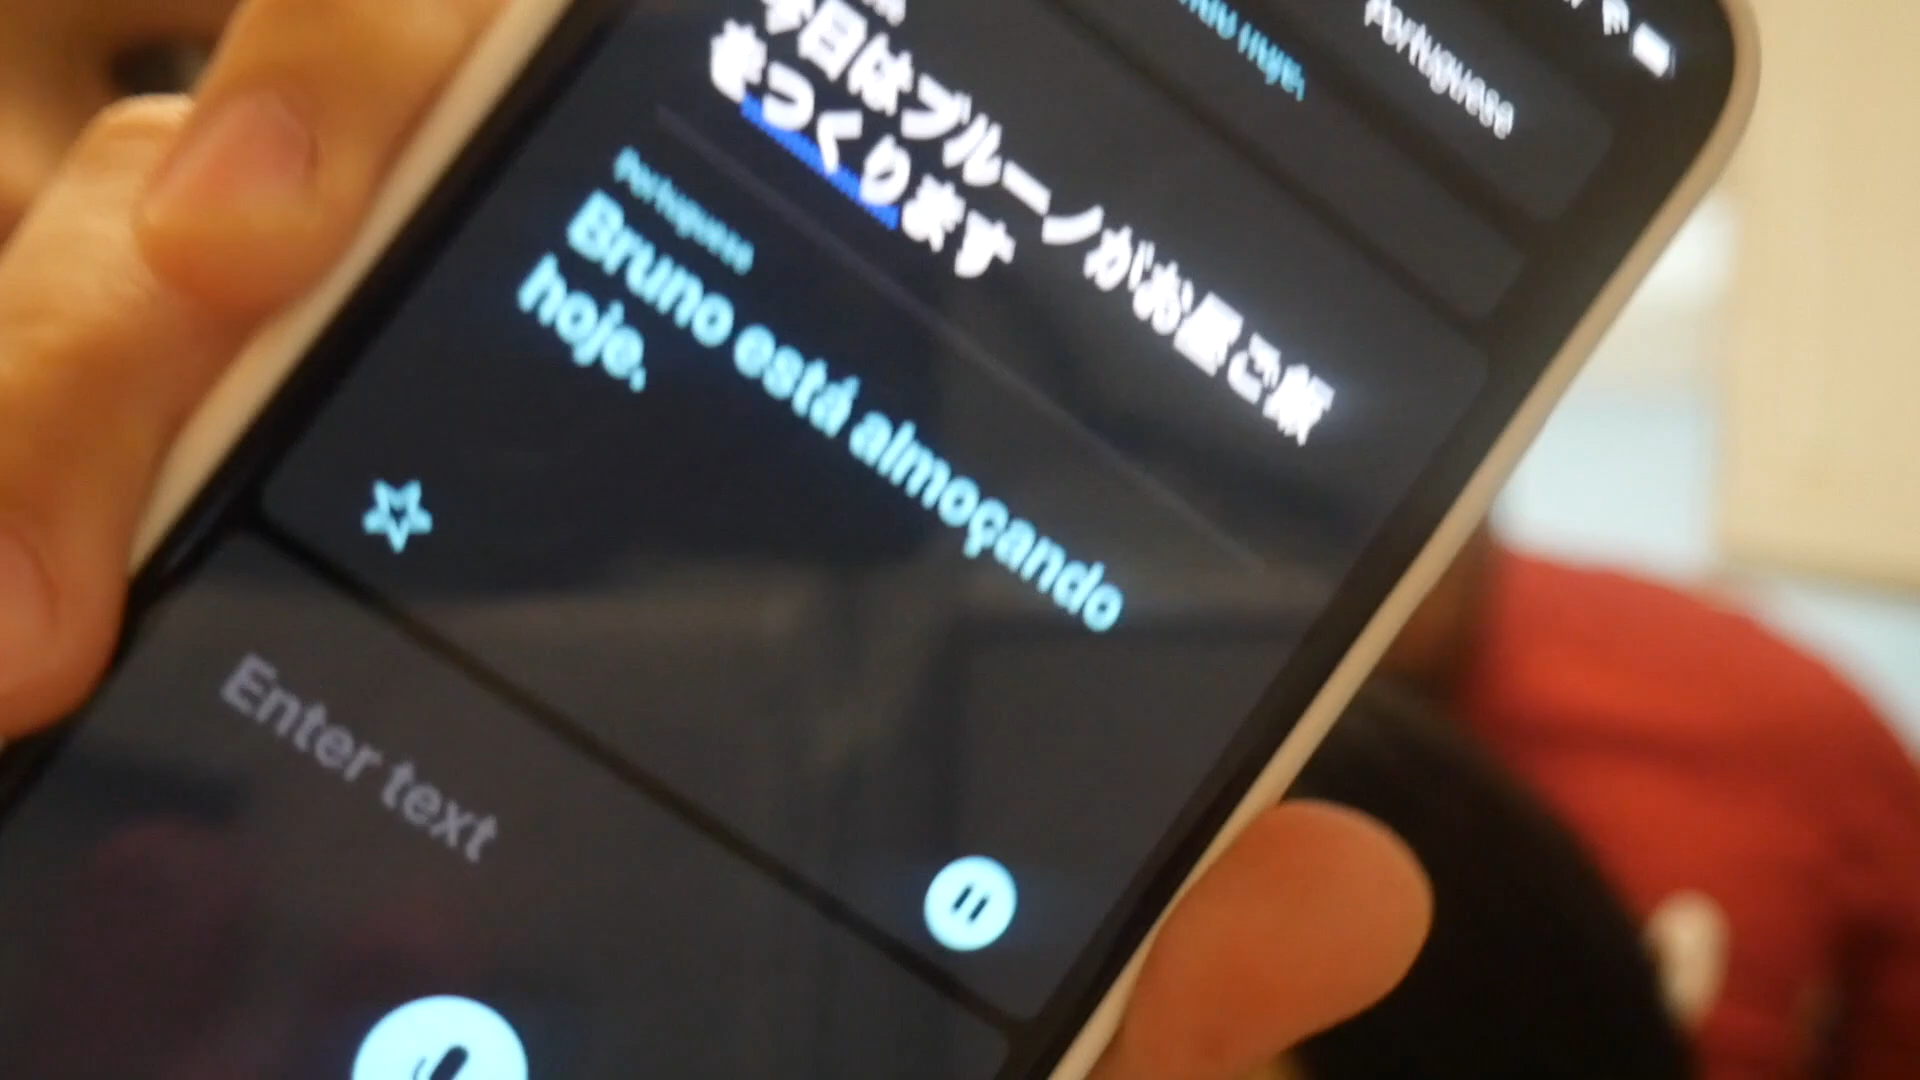 Portuguese
今日はブルーノがお昼ご飯
をつくります
Portuguese
Bruno está almoçando
hoje.
Enter text